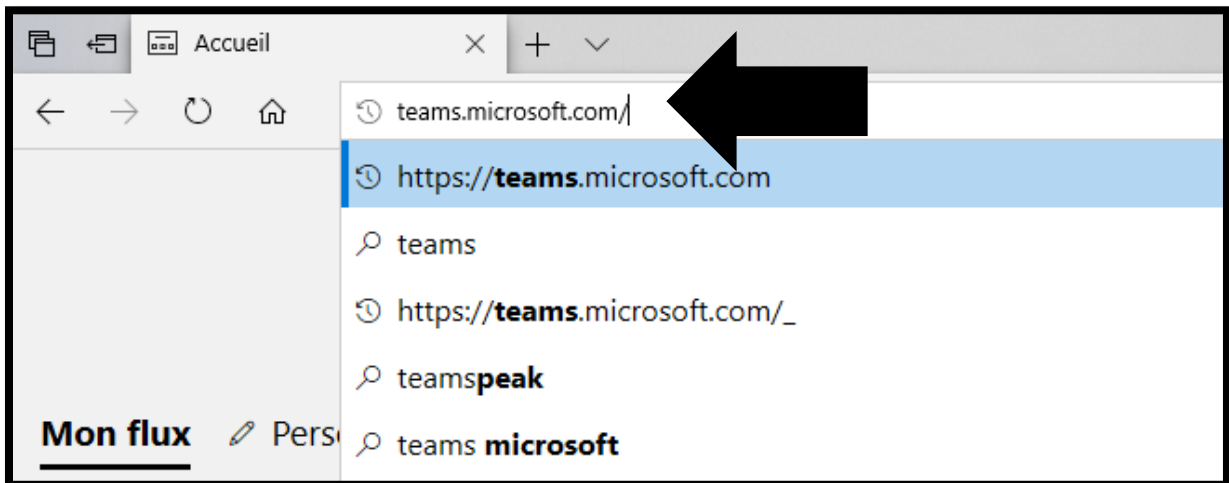 Accueil
teams.microsoft.com/
https://teams.microsoft.com
teams
https://teams.microsoft.com/_
teamspeak
Mon flux Pers
teams microsoft